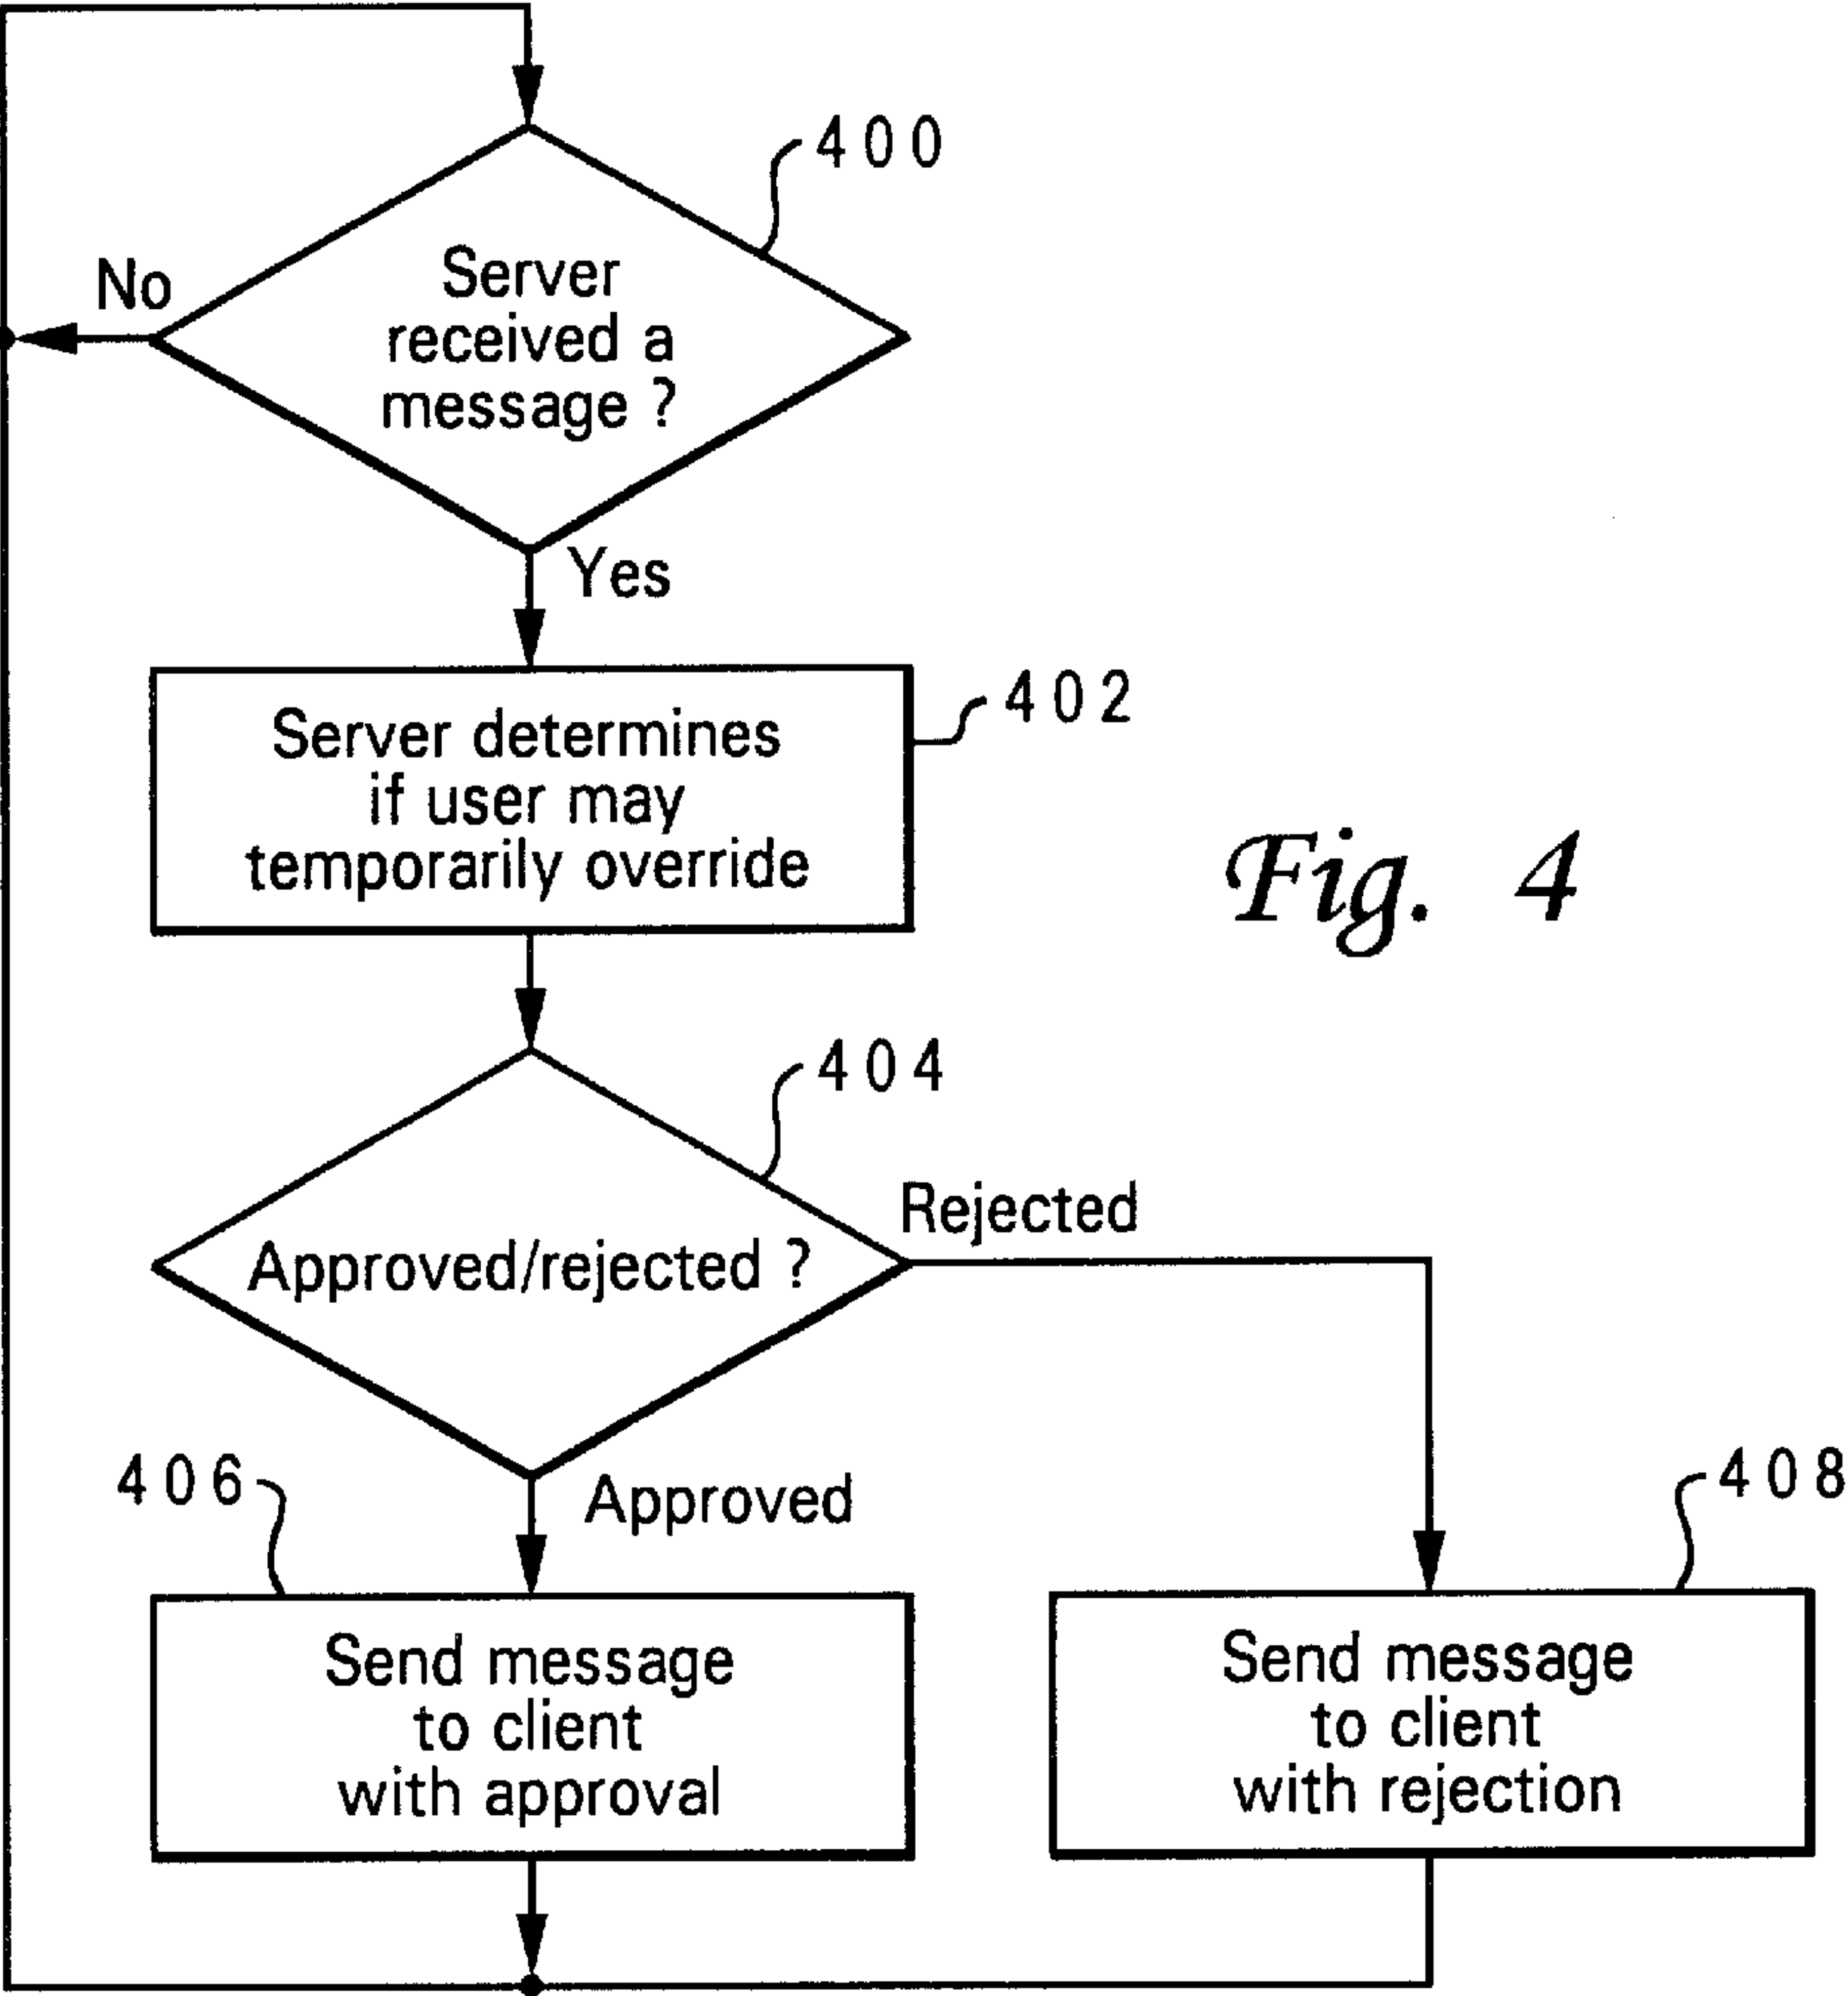 400
No
Server
received a
message ?
Yes
402
Server determines
if user may
temporarily override
Fig. 4
404
Rejected
Approved/rejected ?
406
Approved
408
Send message
to client
with approval
Send message
to client
with rejection